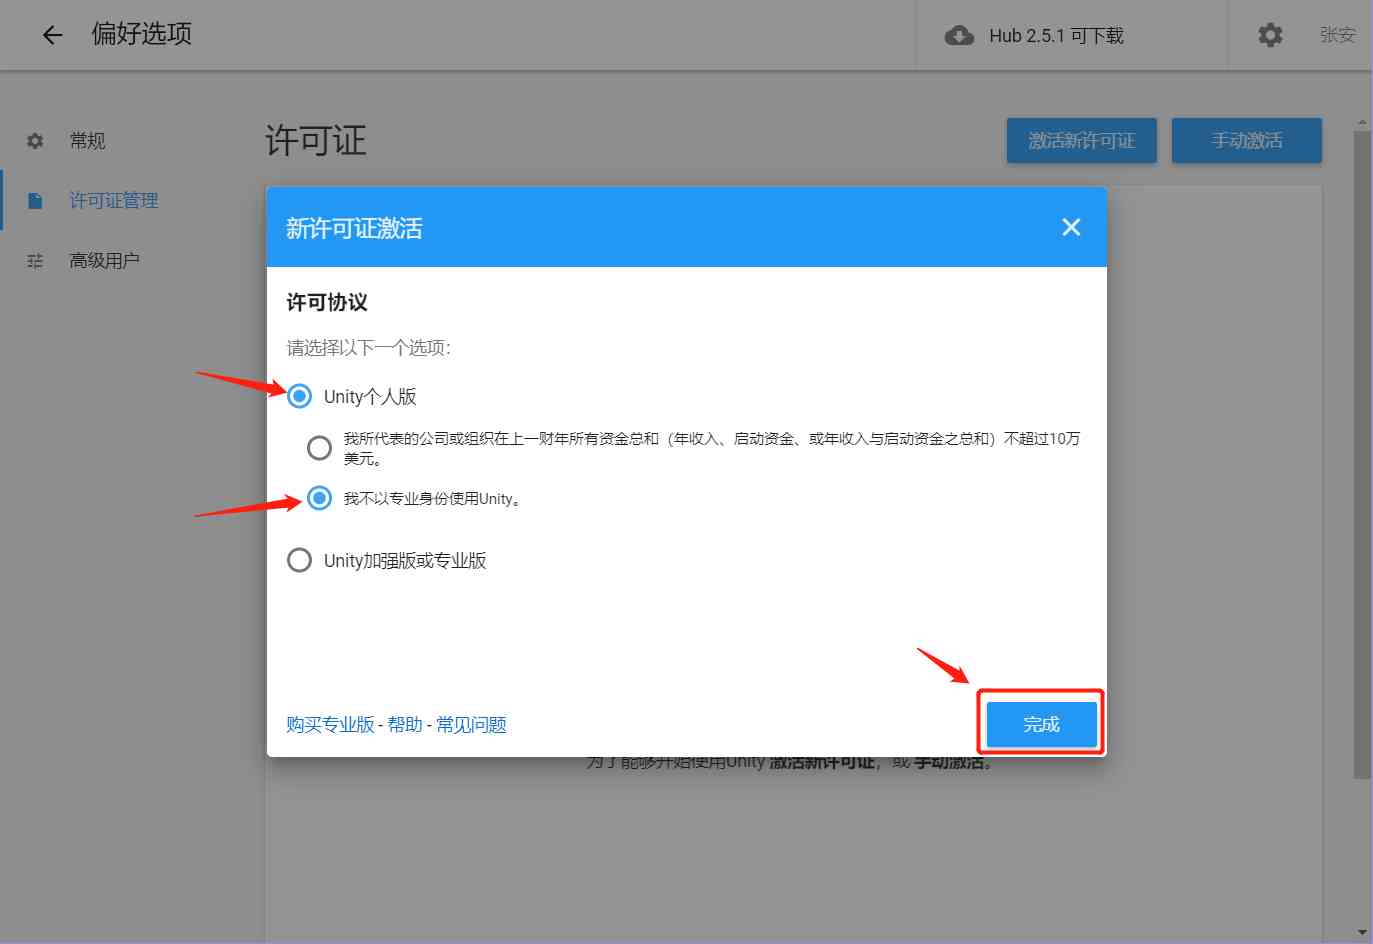 偏好选项
Hub 2.5.1 可下载
张安
常规
许可证管理
高级用户
许可证
激活新许可证
手动激活
新许可证激活
许可协议
请选择以下一个选项：
Unity个人版
我所代表的公司或组织在上一财年所有资金总和（年收入、启动资金、或年收入与启动资金之总和）不超过10万
美元。
我不以专业身份使用Unity。
Unity加强版或专业版
购买专业版 - 帮助 - 常见问题
完成
为了能够开始使用Unity 激活新许可证，或 手动激活。